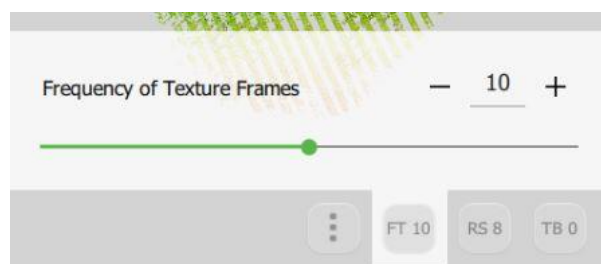 Frequency of Texture Frames — 10 +
FT 10 RS 8 TB 0